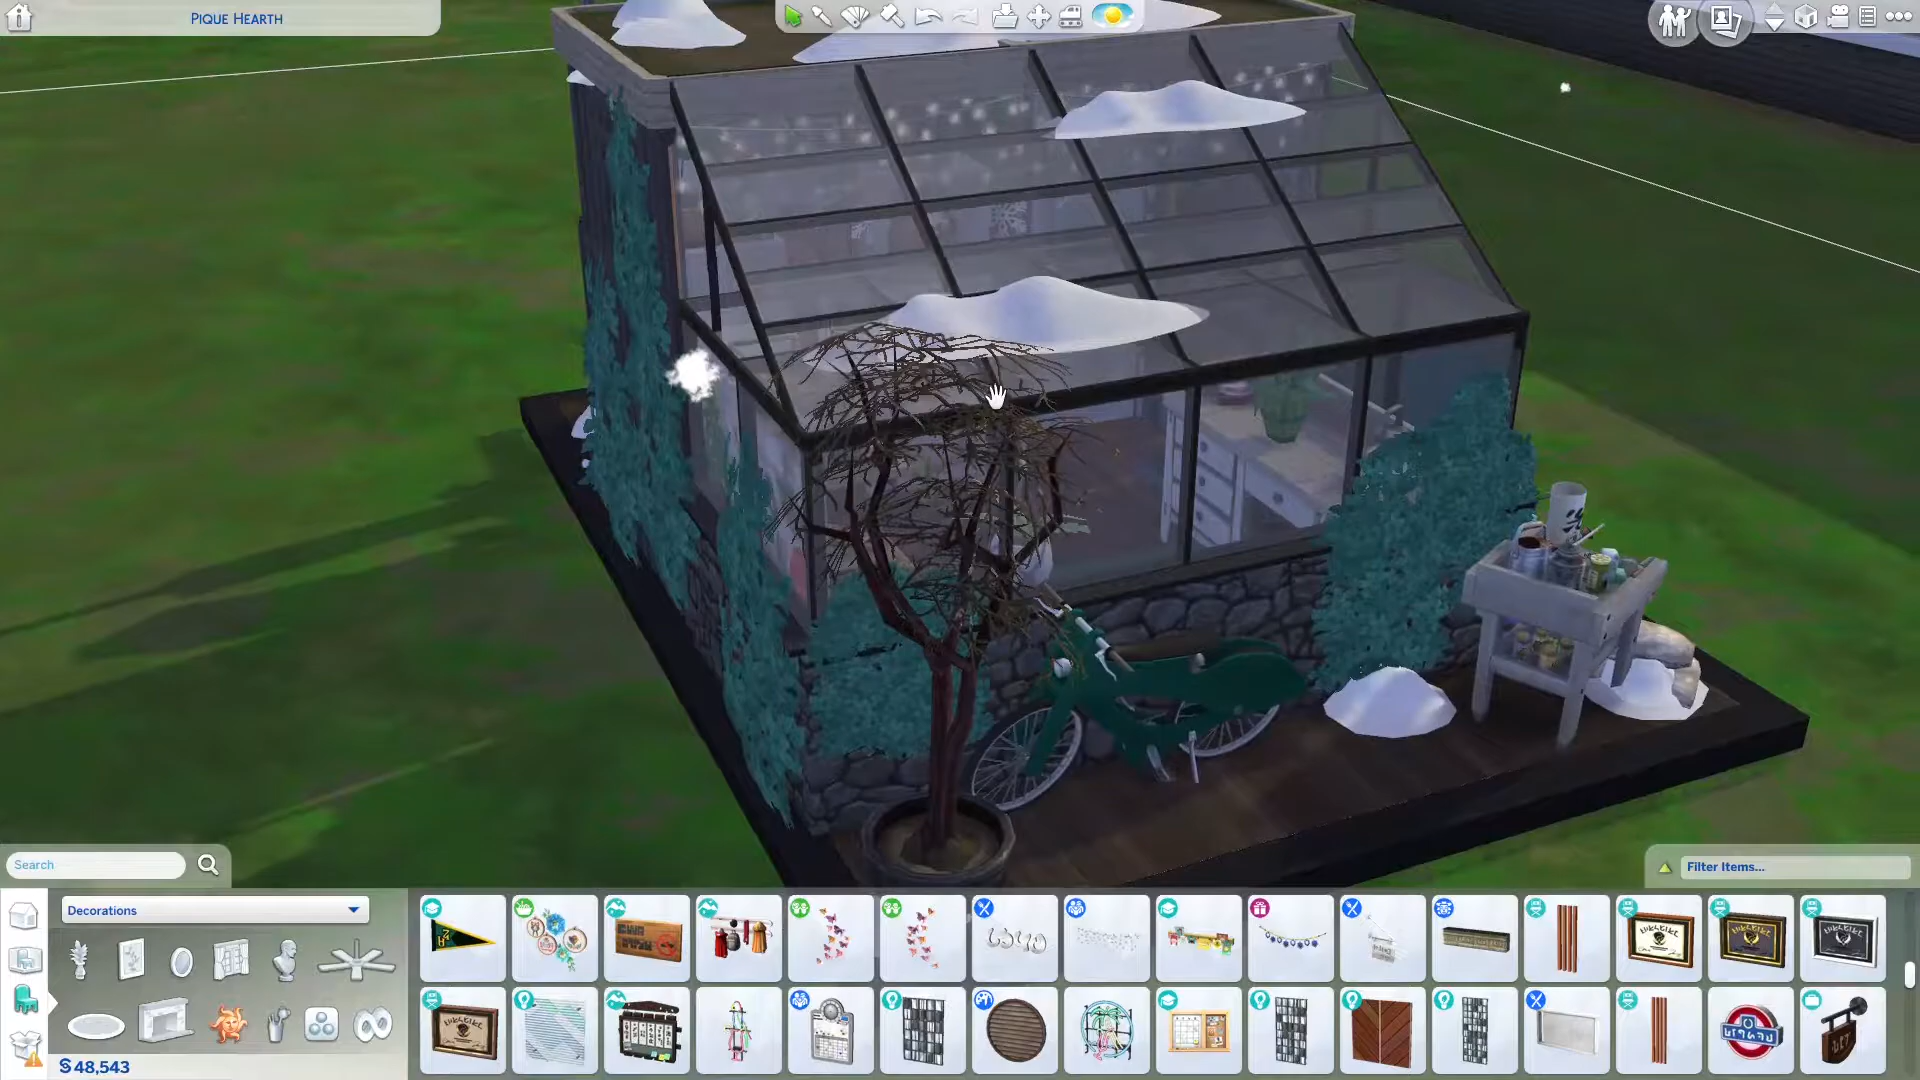 Pique Hearth
Search
Filter Items...
Decorations
§48,543